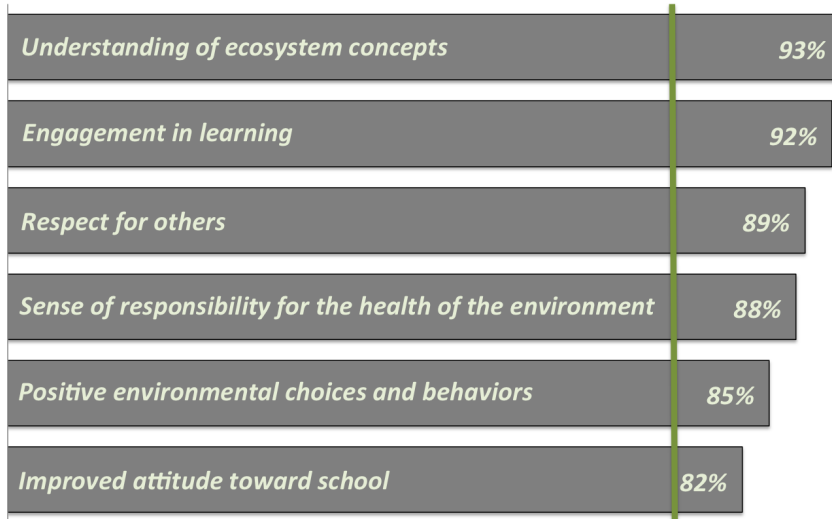 Understanding of ecosystem concepts 93%
Engagement in learning 92%
Respect for others 89%
Sense of responsibility for the health of the environment 88%
Positive environmental choices and behaviors 85%
Improved attitude toward school 82%